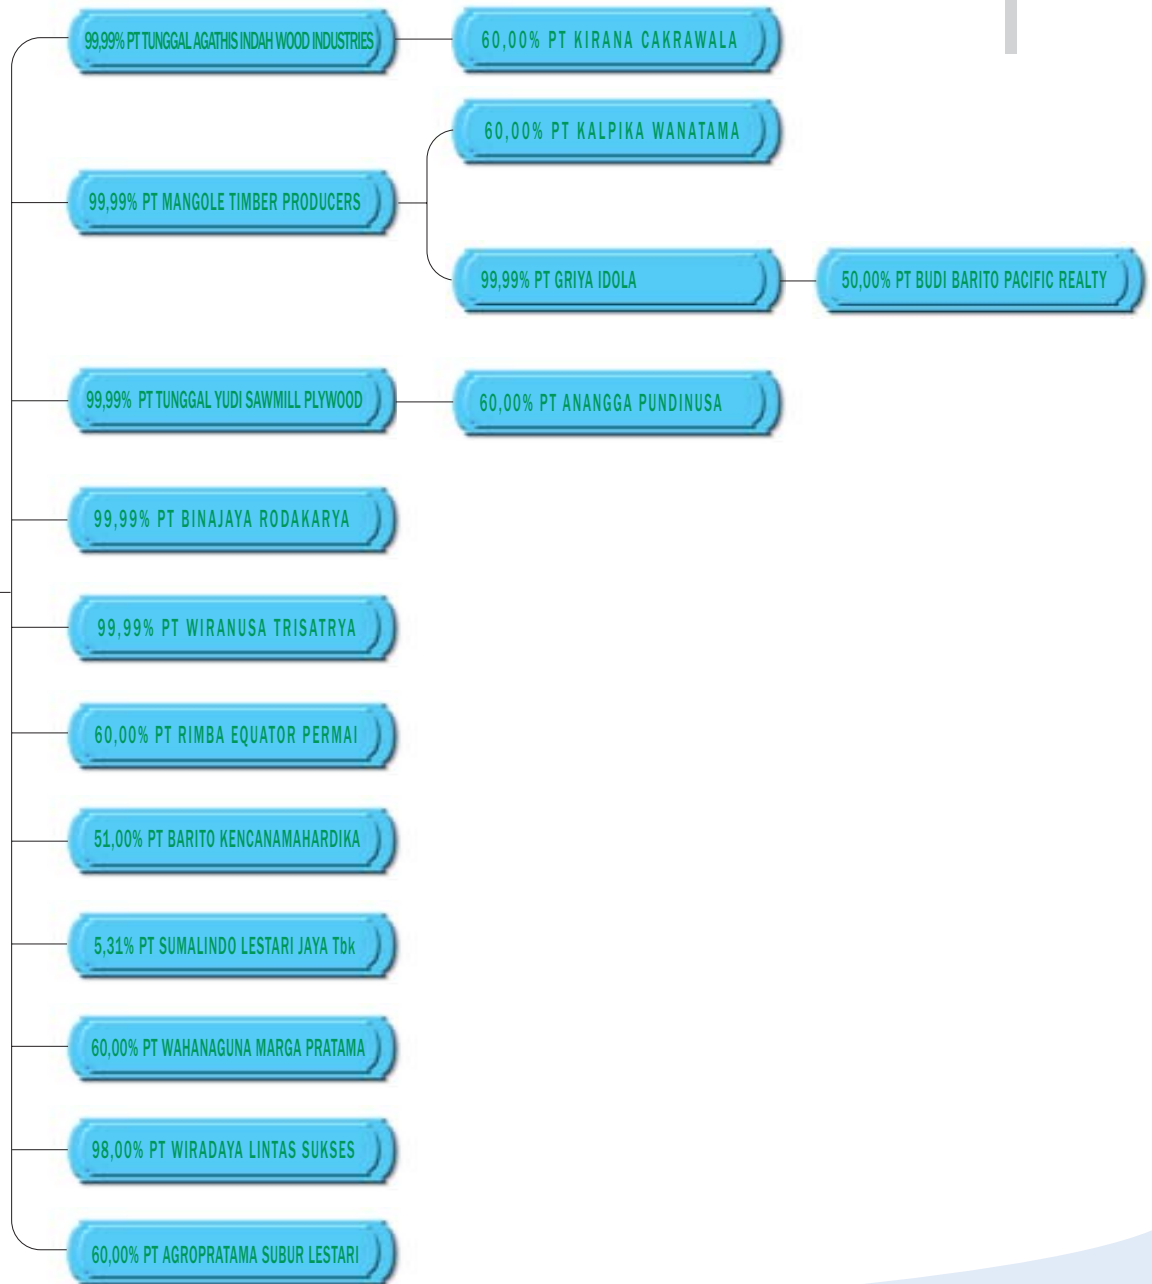 99,99% PT TUNGGAL AGATHIS INDAH WOOD INDUSTRIES
60,00% PT KIRANA CAKRAWALA
60,00% PT KALPIKA WANATAMA
99,99% PT MANGOLE TIMBER PRODUCERS
99,99% PT GRIYA IDOLA
50,00% PT BUDI BARITO PACIFIC REALTY
99,99% PT TUNGGAL YUDI SAWMILL PLYWOOD
60,00% PT ANANGGA PUNDINUSA
99,99% PT BINAJAYA RODAKARYA
99,99% PT WIRANUSA TRISATRYA
60,00% PT RIMBA EQUATOR PERMAI
51,00% PT BARITO KENCANAMAHARDIKA
5,31% PT SUMALINDO LESTARI JAYA Tbk
60,00% PT WAHANAGUNA MARGA PRATAMA
98,00% PT WIRADAYA LINTAS SUKSES
60,00% PT AGROPRATAMA SUBUR LESTARI